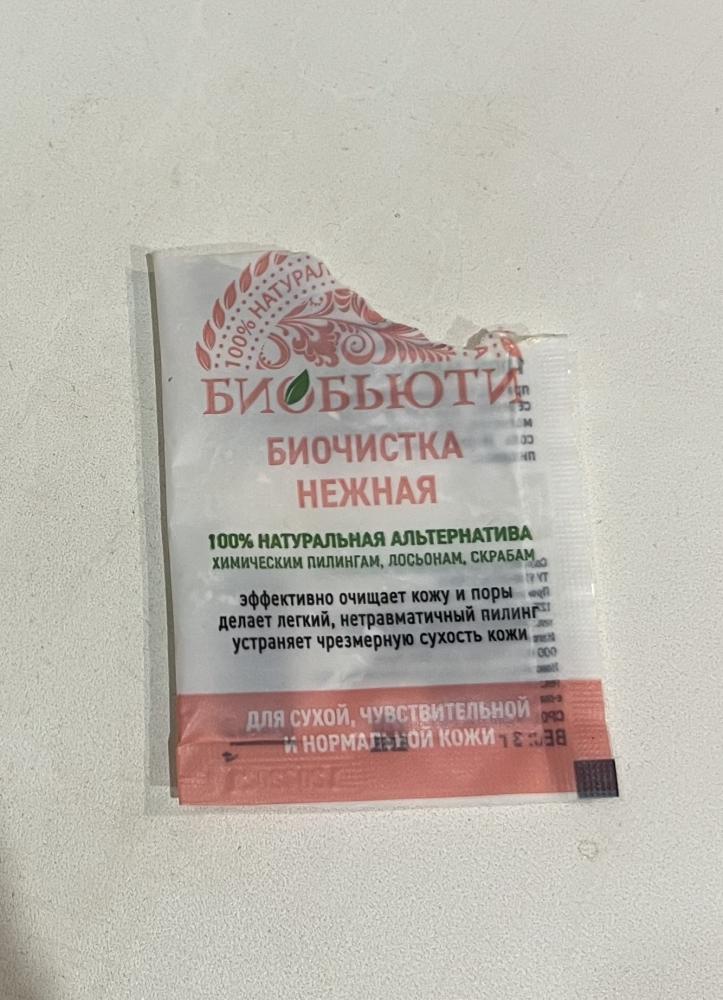 100% НАТУРАЛ
БИОБЬЮТИ
БИОЧИСТКА
НЕЖНАЯ
100% НАТУРАЛЬНАЯ АЛЬТЕРНАТИВА
ХИМИЧЕСКИМ ПИЛИНГАМ, ЛОСЬОНАМ, СКРАБАМ
эффективно очищает кожу и поры
делает легкий, нетравматичный пилинг
устраняет чрезмерную сухость кожи
ДЛЯ СУХОЙ, ЧУВСТВИТЕЛЬНОЙ
И НОРМАЛЬНОЙ КОЖИ